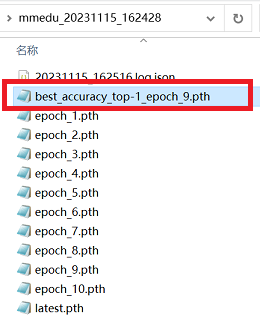 mmedu_20231115_162428
名称
20231115_162516.log.json
best_accuracy_top-1_epoch_9.pth
epoch_1.pth
epoch_2.pth
epoch_3.pth
epoch_4.pth
epoch_5.pth
epoch_6.pth
epoch_7.pth
epoch_8.pth
epoch_9.pth
epoch_10.pth
latest.pth